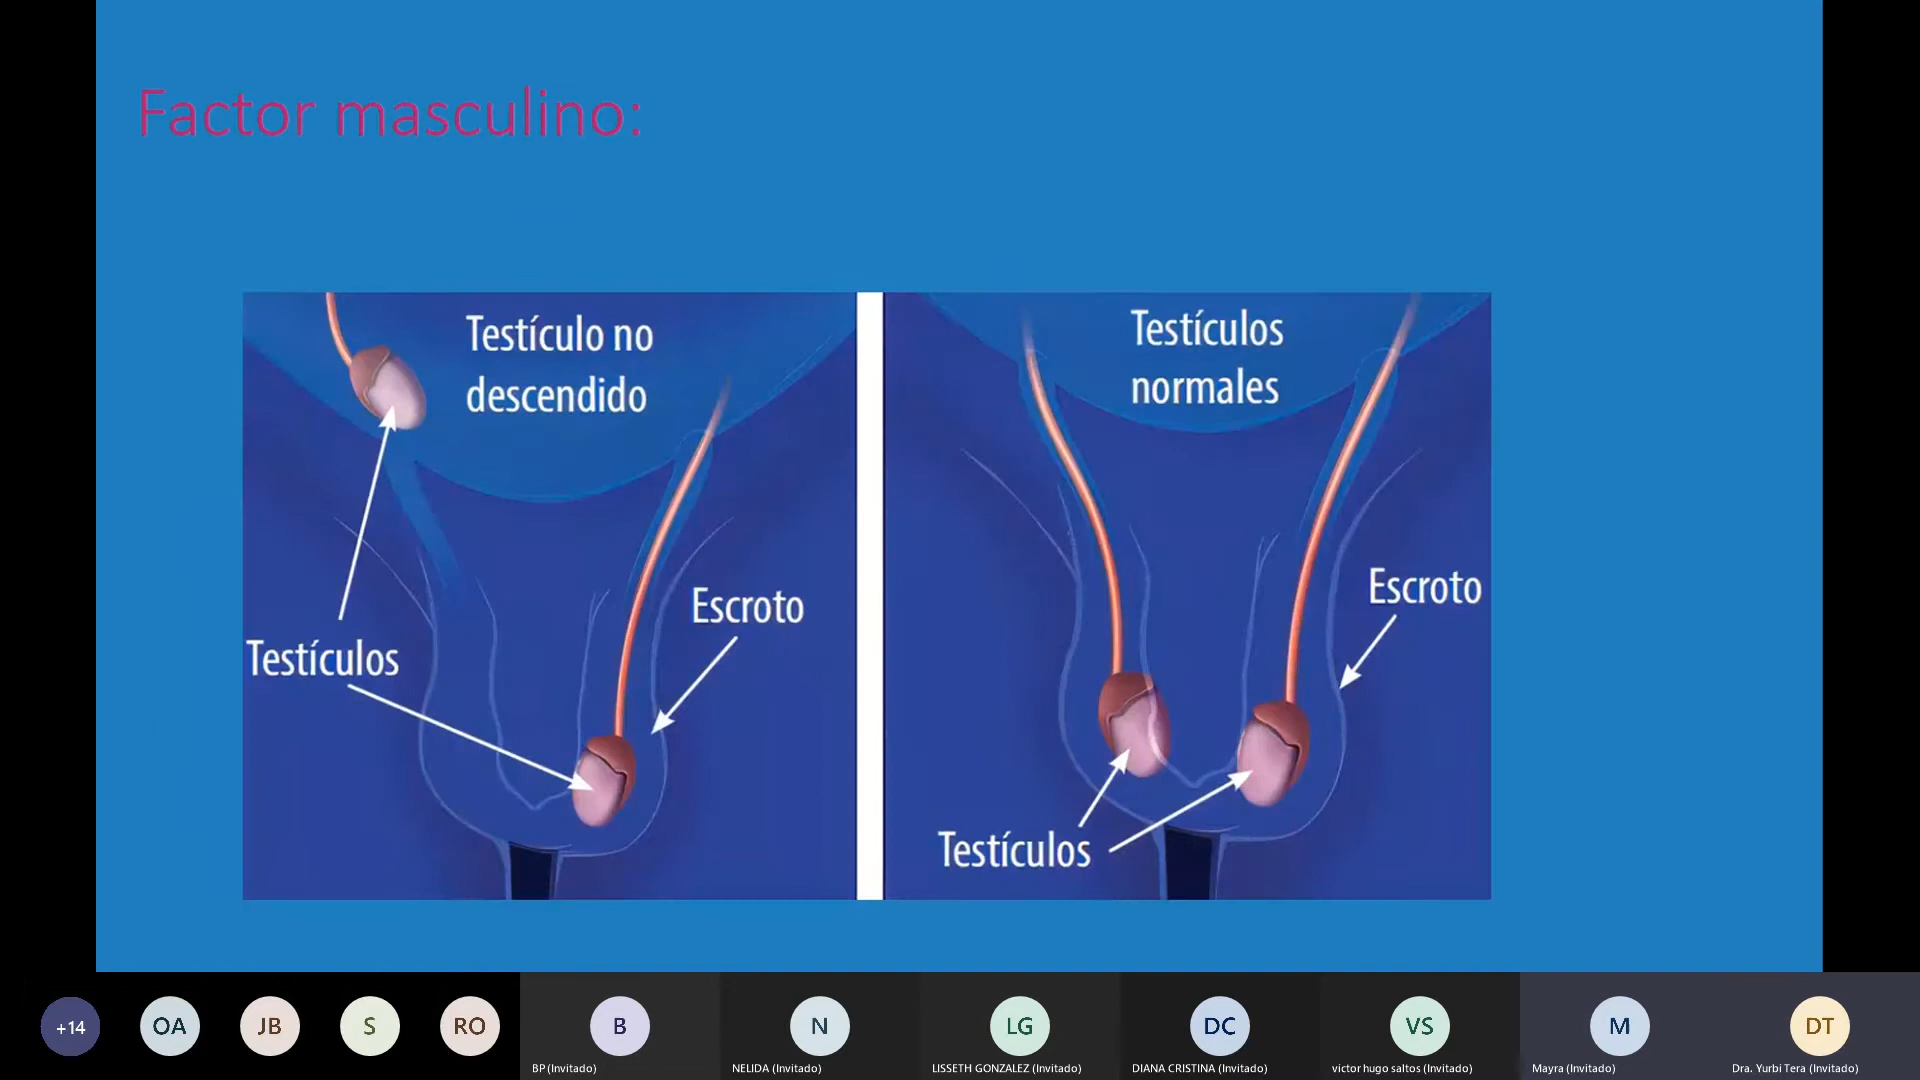 Factor masculino:
Testículo no
descendido
Testículos
Escroto
Testículos
normales
Escroto
Testículos
+14
OA
JB
S
RO
B
N
LG
DC
VS
M
DT
BP (Invitado)
NELIDA (Invitado)
LISSETH GONZALEZ (Invitado)
DIANA CRISTINA (Invitado)
victor hugo saltos (Invitado)
Mayra (Invitado)
Dra. Yurbi Tera (Invitado)